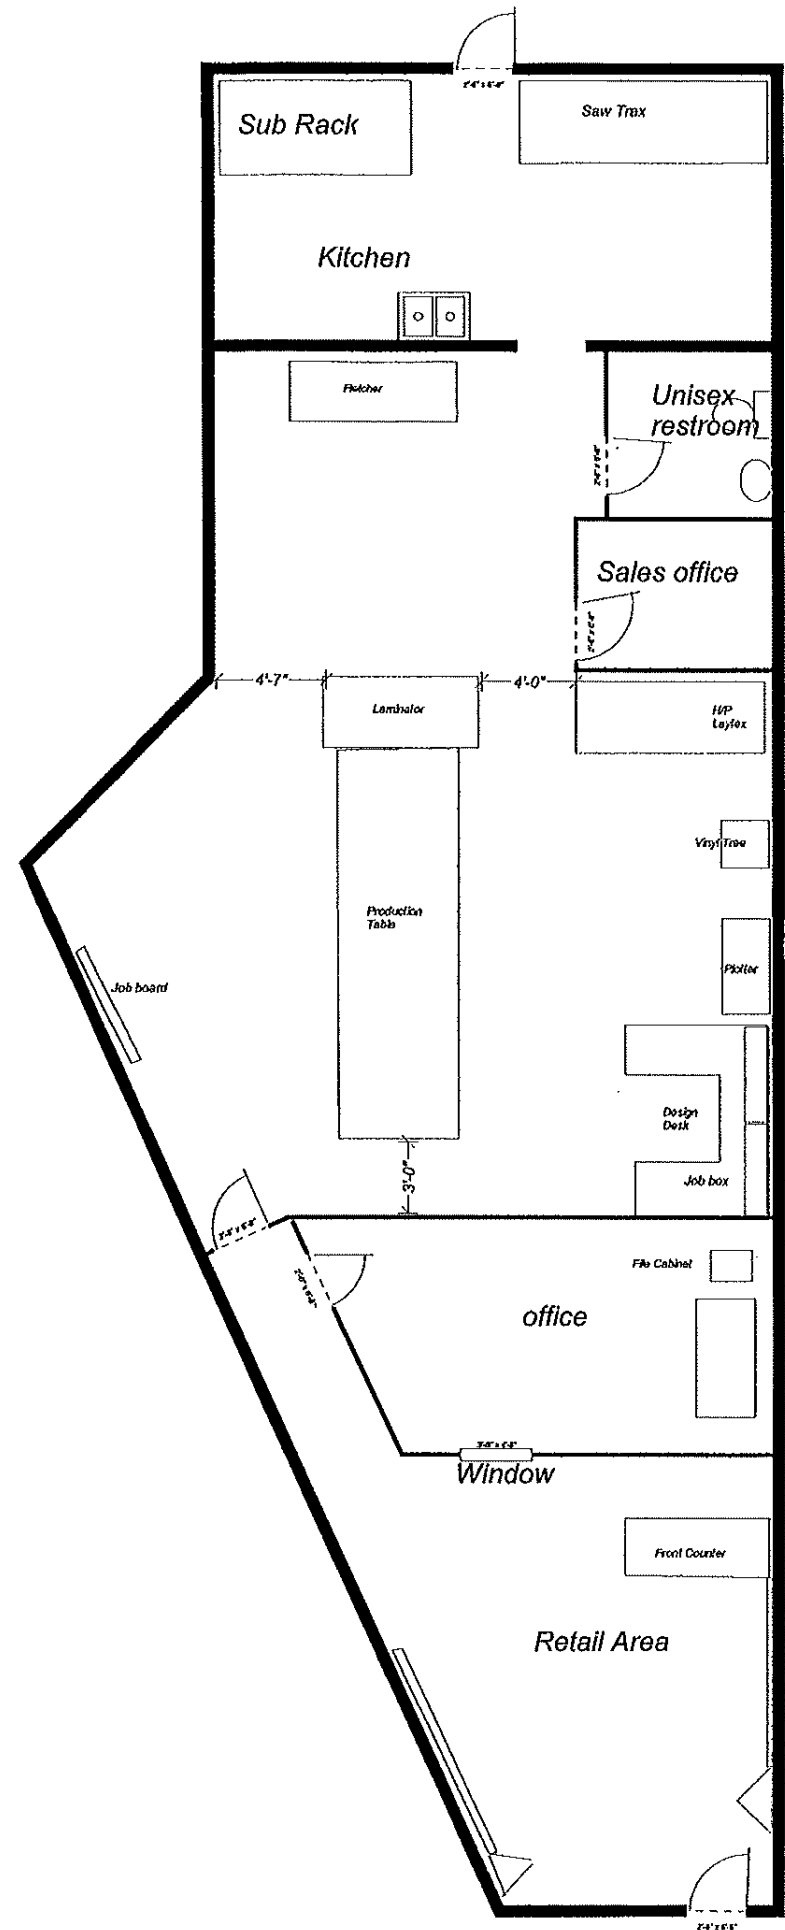 Sub Rack
Saw Trax
Kitchen
Fletcher
Unisex
restroom
Sales office
4'-7"
4'-0"
Laminator
H/P
Laytex
Vinyl Tree
Production
Table
Plotter
Job board
Design
Desk
Job box
3'-0"
File Cabinet
office
Window
Front Counter
Retail Area